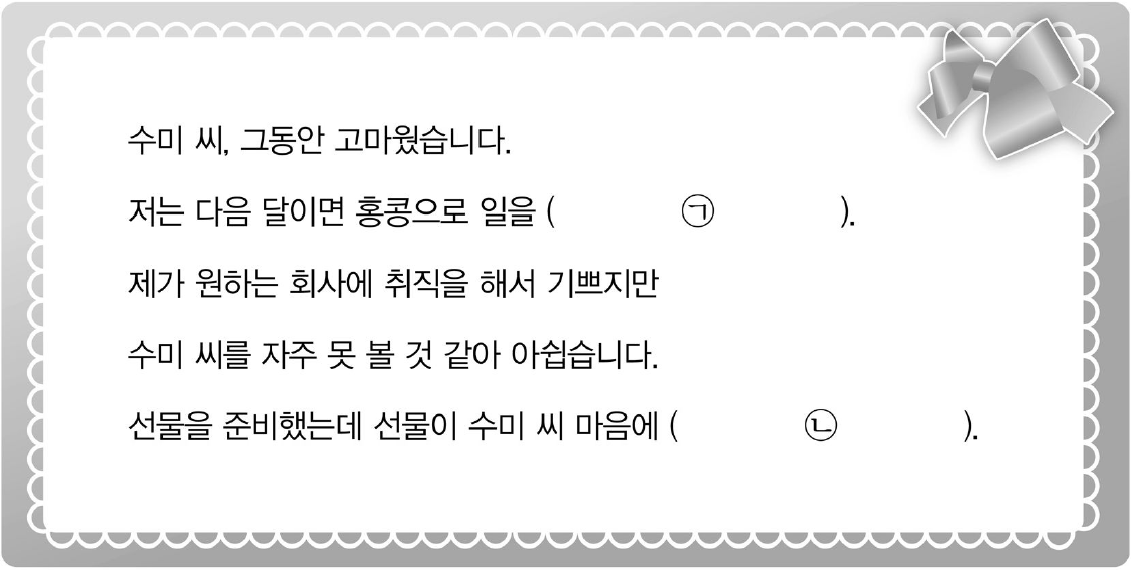 수미 씨, 그동안 고마웠습니다.
저는 다음 달이면 홍콩으로 일을 ( ㉠ ).
제가 원하는 회사에 취직을 해서 기쁘지만
수미 씨를 자주 못 볼 것 같아 아쉽습니다.
선물을 준비했는데 선물이 수미 씨 마음에 ( ㉡ ).